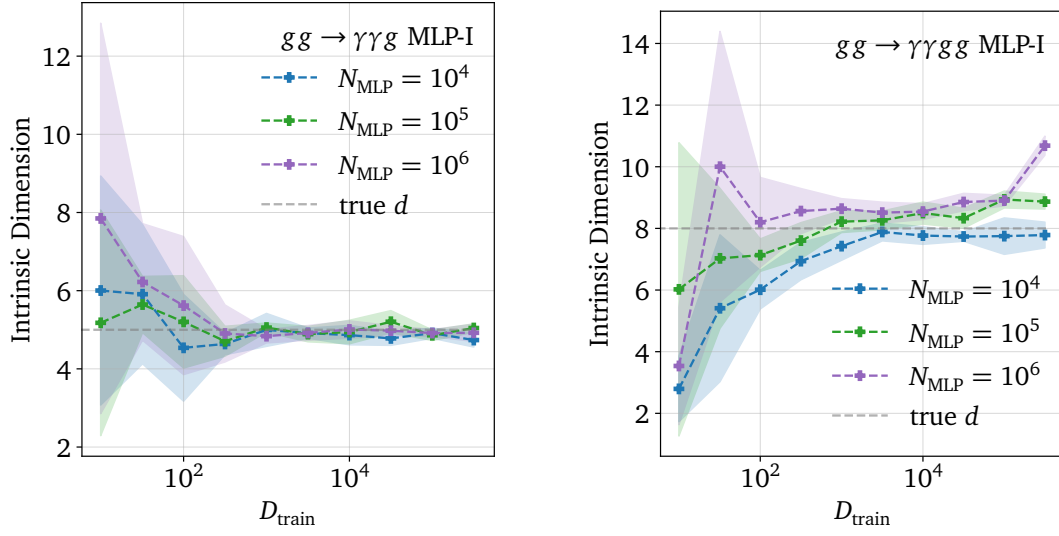 gg → γγg MLP-I
N_MLP = 10^4
N_MLP = 10^5
N_MLP = 10^6
true d
12
10
8
6
4
2
Intrinsic Dimension
10^2
10^4
D_train
gg → γγgg MLP-I
14
12
10
8
6
4
2
Intrinsic Dimension
N_MLP = 10^4
N_MLP = 10^5
N_MLP = 10^6
true d
10^2
10^4
D_train